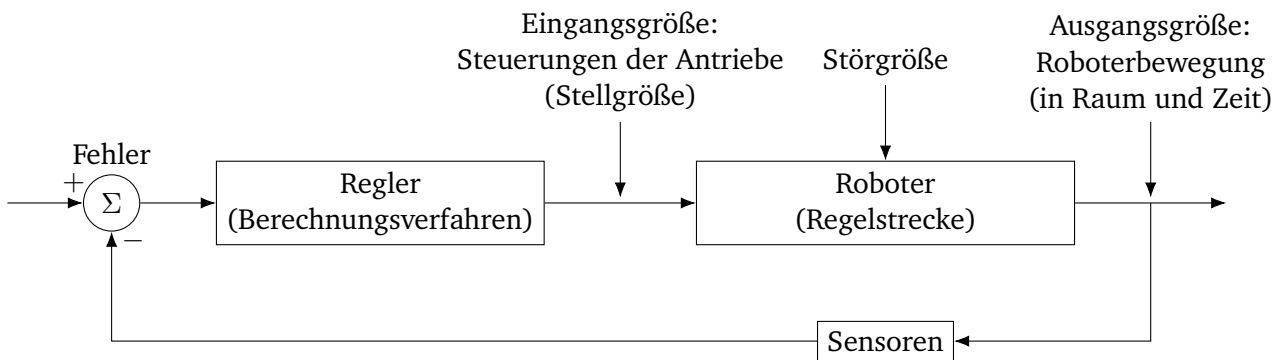 Eingangsgröße:
Steuerungen der Antriebe
(Stellgröße)
Störgröße
Ausgangsgröße:
Roboterbewegung
(in Raum und Zeit)
Fehler
+
Σ
−
Regler
(Berechnungsverfahren)
Roboter
(Regelstrecke)
Sensoren